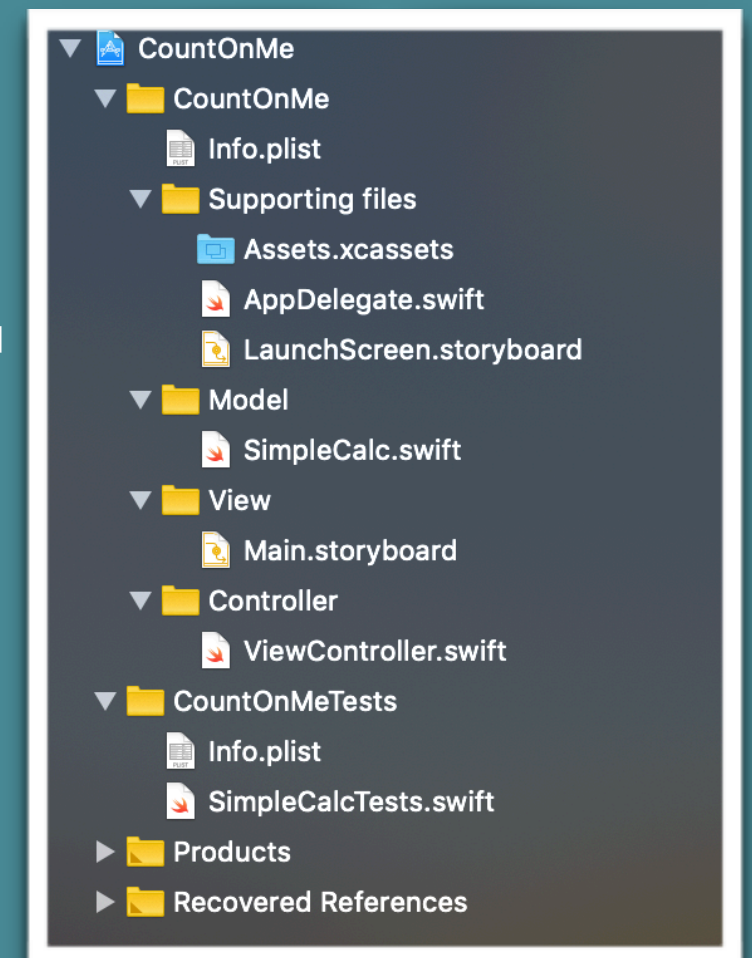 CountOnMe
CountOnMe
Info.plist
Supporting files
Assets.xcassets
AppDelegate.swift
LaunchScreen.storyboard
Model
SimpleCalc.swift
View
Main.storyboard
Controller
ViewController.swift
CountOnMeTests
Info.plist
SimpleCalcTests.swift
Products
Recovered References